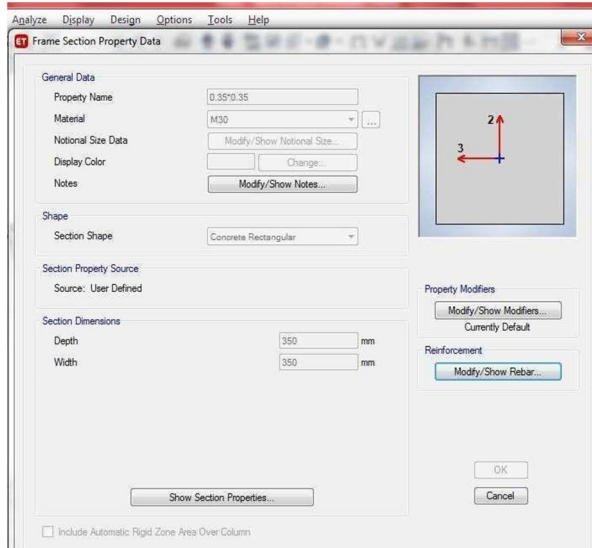 Analyze Display Design Options Tools Help
ET Frame Section Property Data
General Data
Property Name 0.35*0.35
Material M30 ...
Notional Size Data Modify/Show Notional Size...
Display Color Change...
Notes Modify/Show Notes...
Shape
Section Shape Concrete Rectangular
Section Property Source
Source: User Defined
Section Dimensions
Depth 350 mm
Width 350 mm
Show Section Properties...
Include Automatic Rigid Zone Area Over Column
2
3
Property Modifiers
Modify/Show Modifiers...
Currently Default
Reinforcement
Modify/Show Rebar...
OK
Cancel